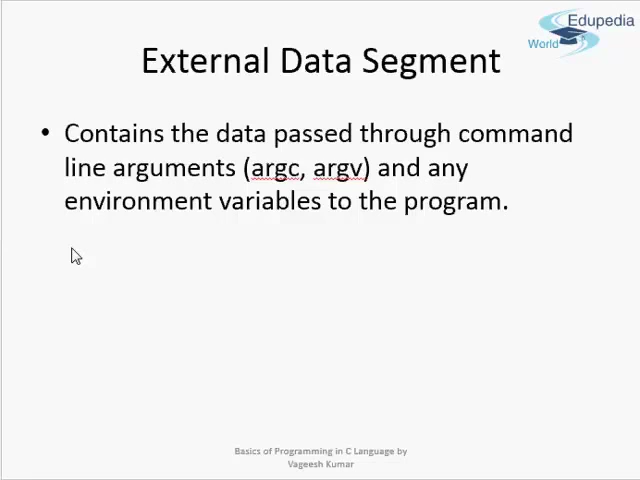 Edupedia
World
External Data Segment
• Contains the data passed through command
line arguments (argc, argv) and any
environment variables to the program.
Basics of Programming in C Language by
Vageesh Kumar